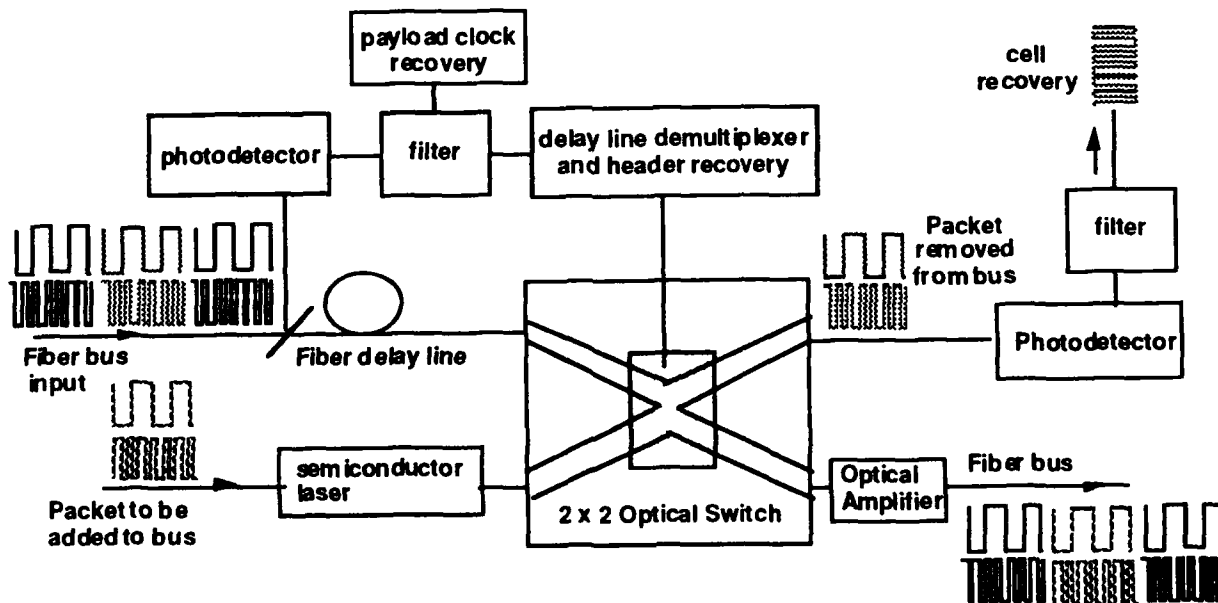 payload clock
recovery
cell
recovery
photodetector
filter
delay line demultiplexer
and header recovery
Packet
removed
from bus
filter
Fiber bus
input
Fiber delay line
Photodetector
semiconductor
laser
Packet to be
added to bus
2 x 2 Optical Switch
Optical
Amplifier
Fiber bus